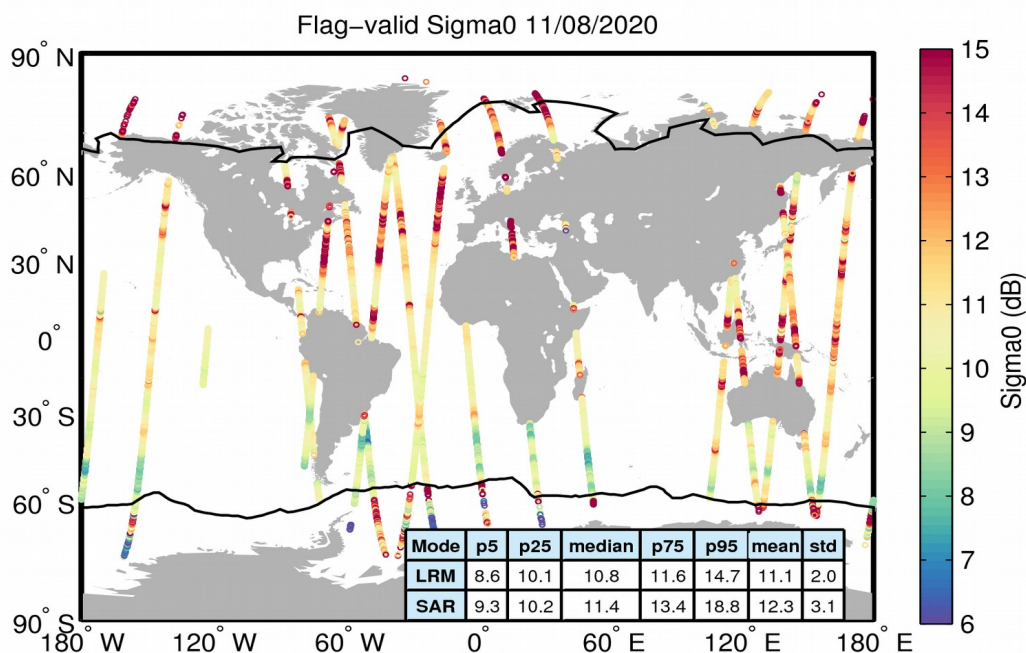 Flag−valid Sigma0 11/08/2020
90° N
60° N
30° N
0°
30° S
60° S
90° S
180° W
120° W
60° W
0°
60° E
120° E
180° E
15
14
13
12
11
10
9
8
7
6
Sigma0 (dB)
Mode p5 p25 median p75 p95 mean std
LRM 8.6 10.1 10.8 11.6 14.7 11.1 2.0
SAR 9.3 10.2 11.4 13.4 18.8 12.3 3.1